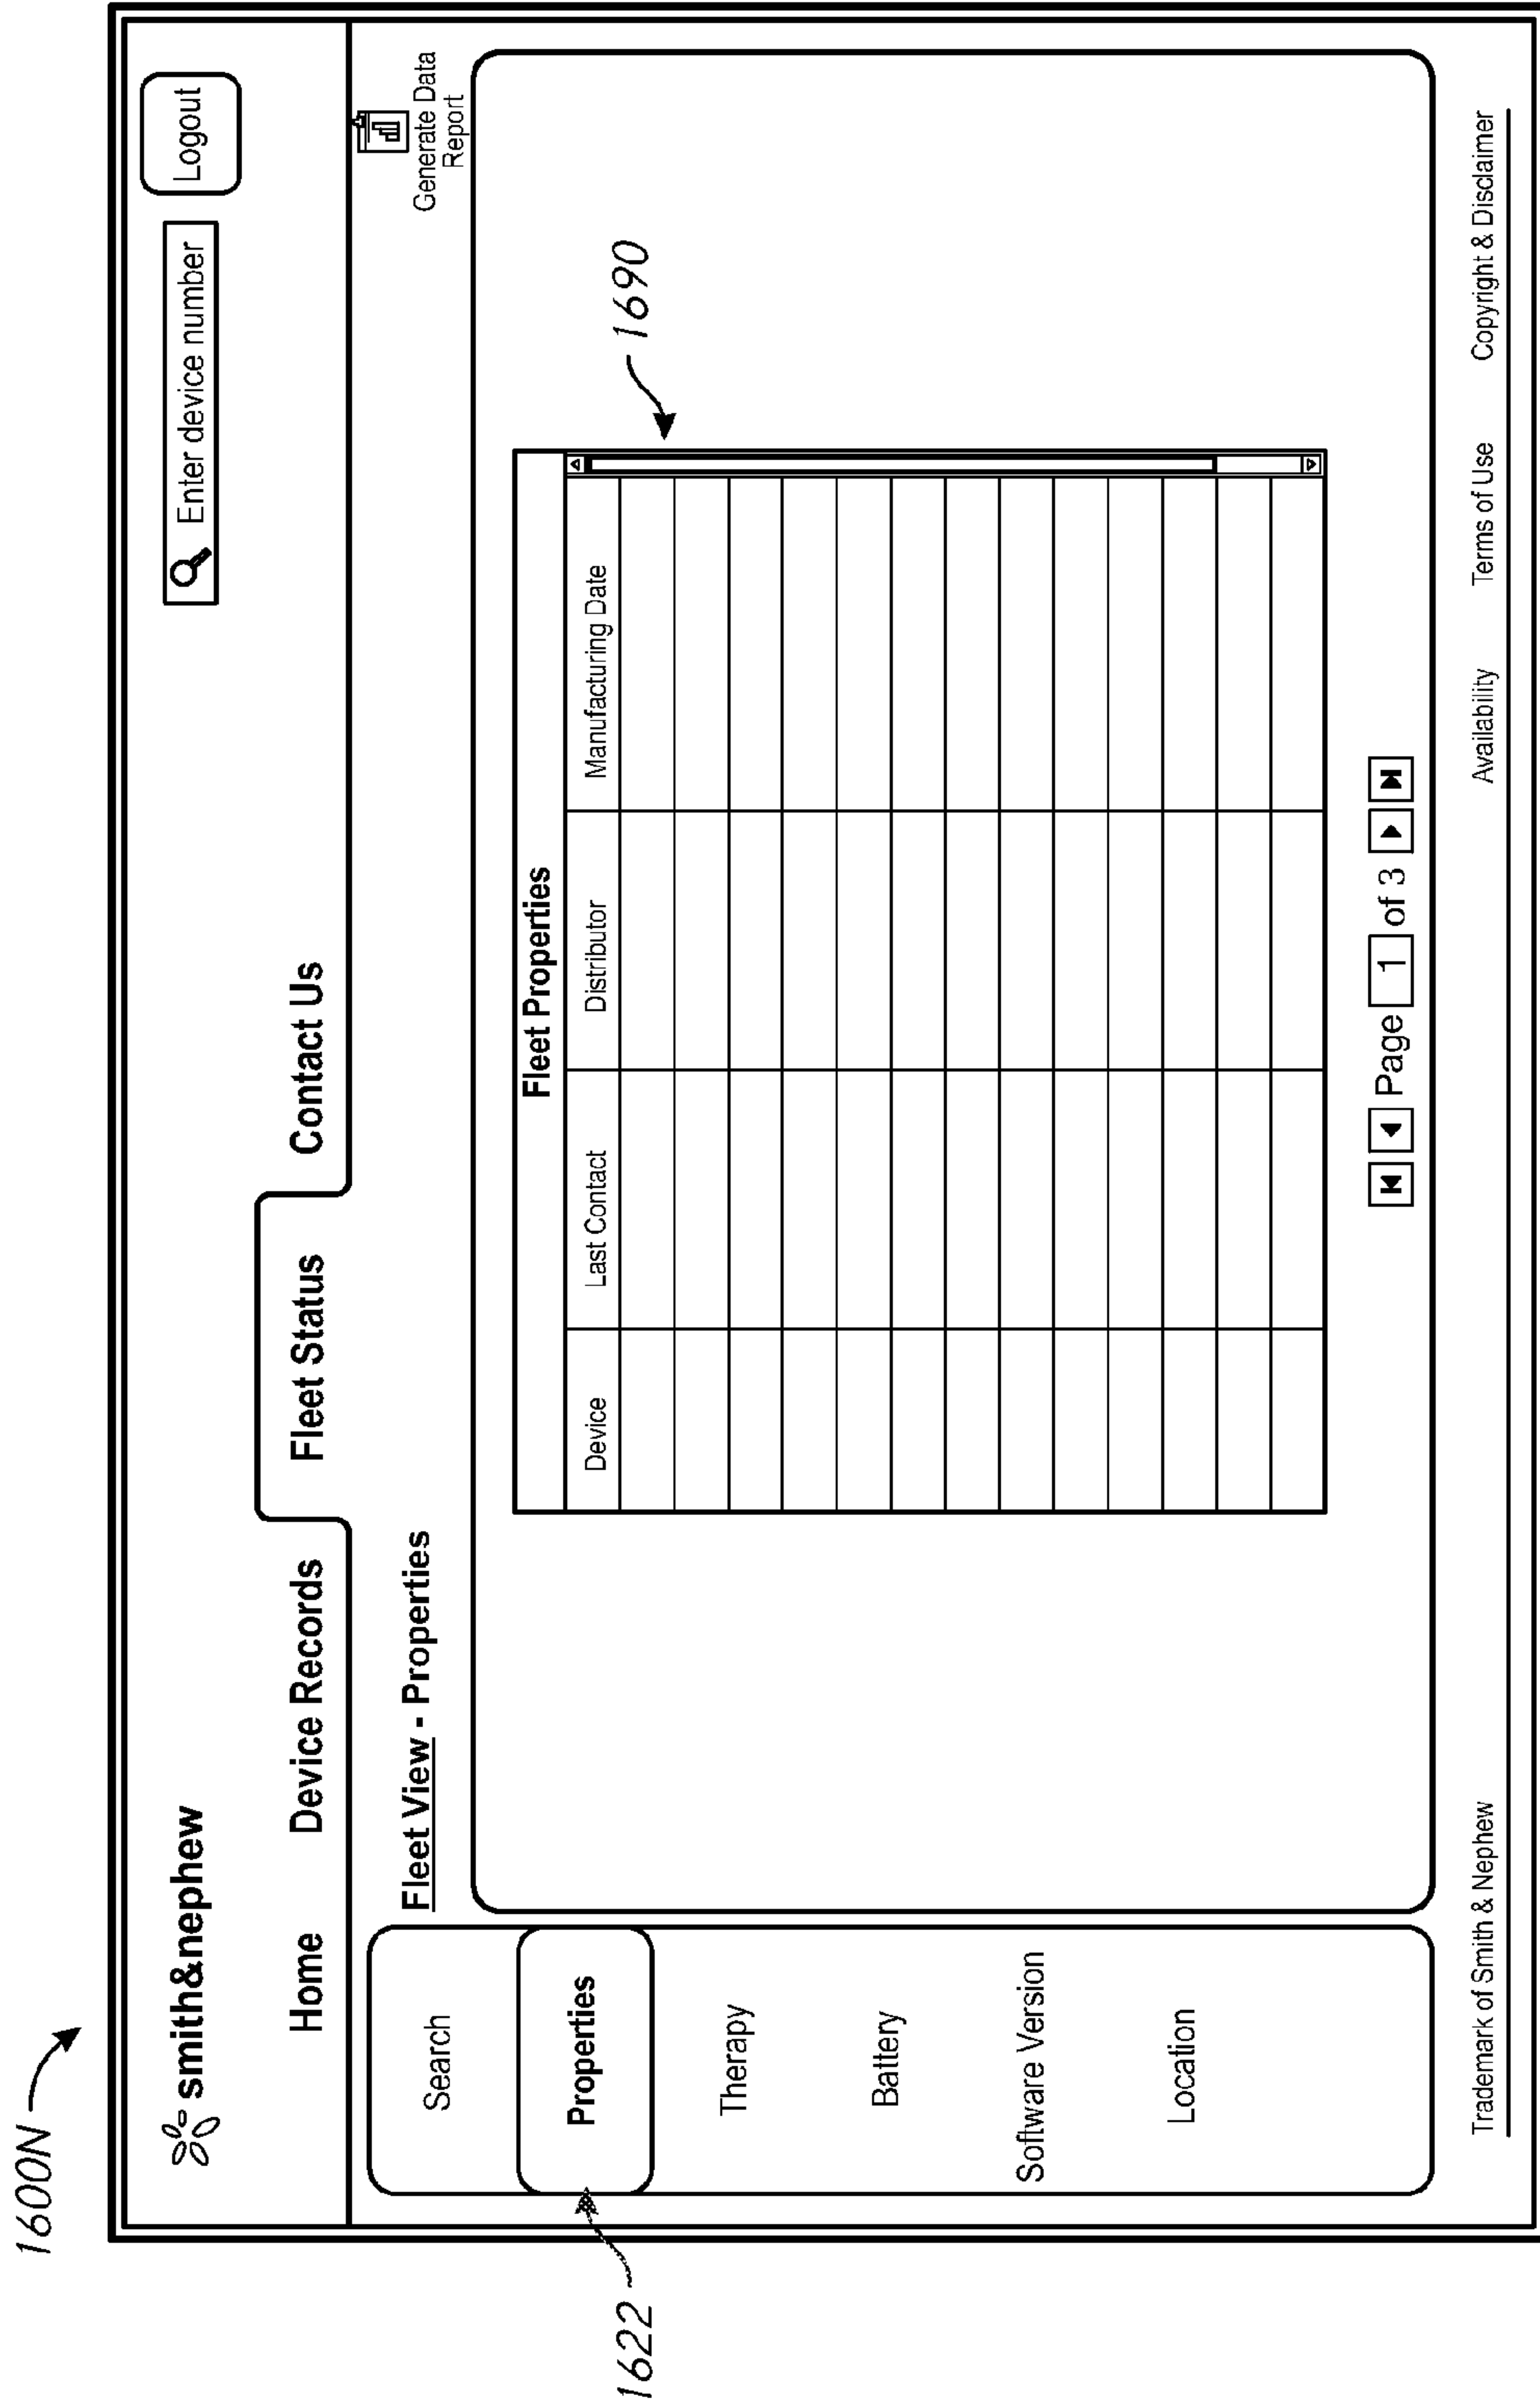 1600N
smith&nephew
Enter device number
Logout
Home Device Records Fleet Status Contact Us
Fleet View - Properties
Generate Data
Report
Search
Properties
Therapy
Battery
Software Version
Location
1622
Fleet Properties
Device Last Contact Distributor Manufacturing Date
1690
Page 1 of 3
Trademark of Smith & Nephew Availability Terms of Use Copyright & Disclaimer